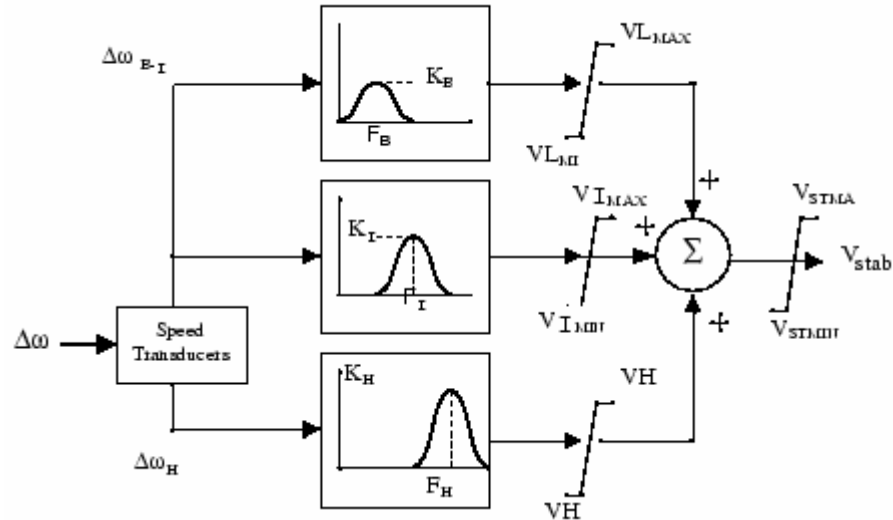 Δω B-I
K_B
F_B
VL_MAX
VL_MI
K_I
F_I
VI_MAX
VI_MIN
+
+
+
Σ
V_STMA
V_STMIN
V_stab
Δω
Speed
Transducers
Δω_H
K_H
F_H
VH
VH